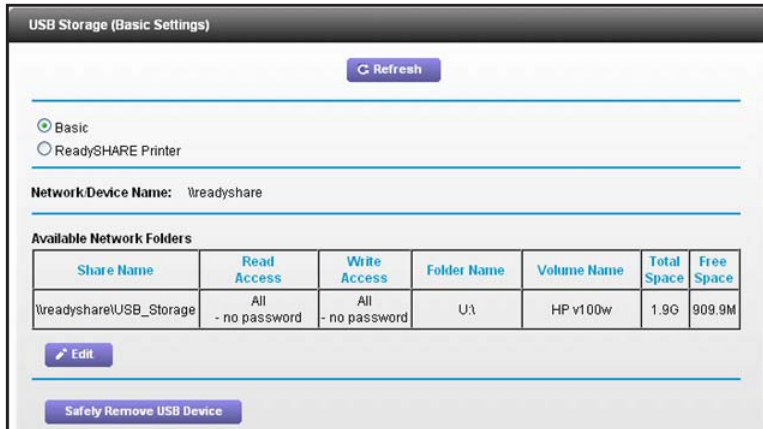 USB Storage (Basic Settings)
Refresh
Basic
ReadySHARE Printer
Network/Device Name: \\readyshare
Available Network Folders
Share Name Read Access Write Access Folder Name Volume Name Total Space Free Space
\\readyshare\USB_Storage All - no password All - no password U:\ HP v100w 1.9G 909.9M
Edit
Safely Remove USB Device